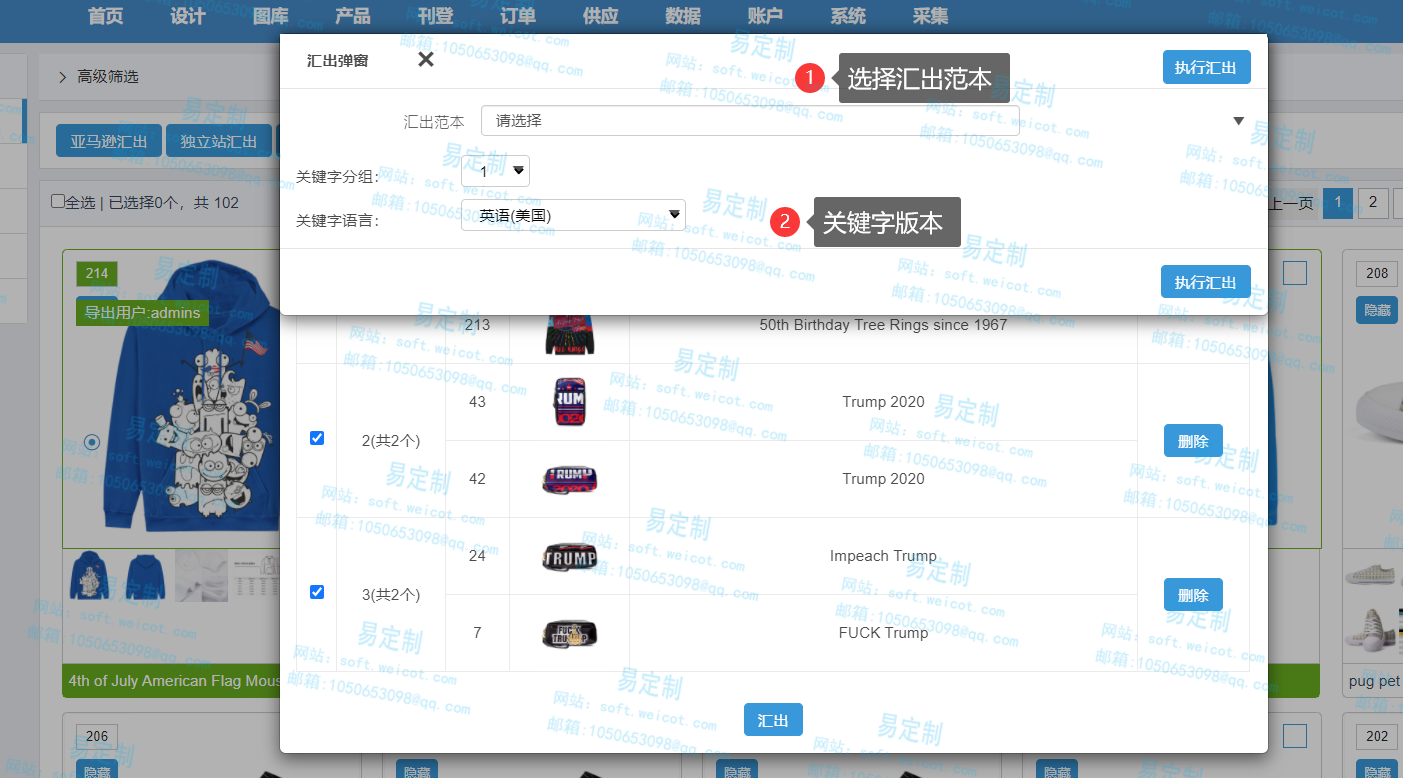 首页 设计 图库 产品 刊登 订单 供应 数据 账户 系统 采集
汇出弹窗
1 选择汇出范本
执行汇出
高级筛选
汇出范本 请选择
亚马逊汇出 独立站汇出
关键字分组: 1
全选 | 已选择0个，共 102
上一页 1 2
关键字语言: 英语(美国)
2 关键字版本
执行汇出
214
导出用户:admins
208
隐藏
213 50th Birthday Tree Rings since 1967
43 Trump 2020
2(共2个) 删除
42 Trump 2020
24 Impeach Trump
3(共2个) 删除
7 FUCK Trump
4th of July American Flag Mous
pug pet
汇出
206
202
隐藏 隐藏 隐藏 隐藏
易定制
网站: soft.weicot.com
邮箱:1050653098@qq.com